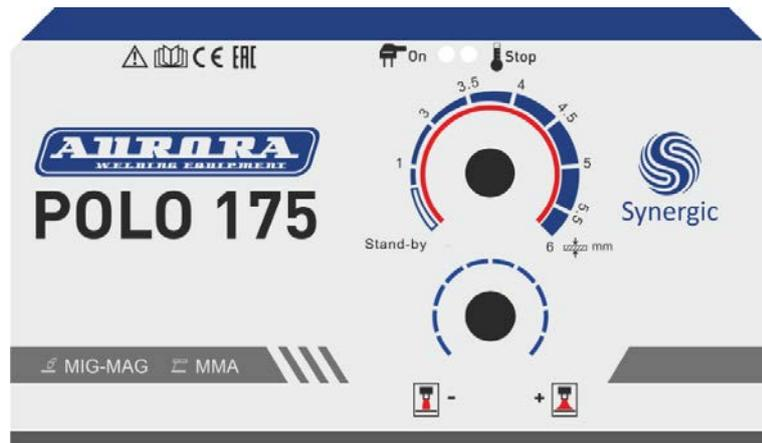 CE EAC
On Stop
3.5 4
3 4.5
AURORA
WELDING EQUIPMENT
1 5
POLO 175
Synergic
5.5
Stand-by 6 mm
MIG-MAG MMA
- +